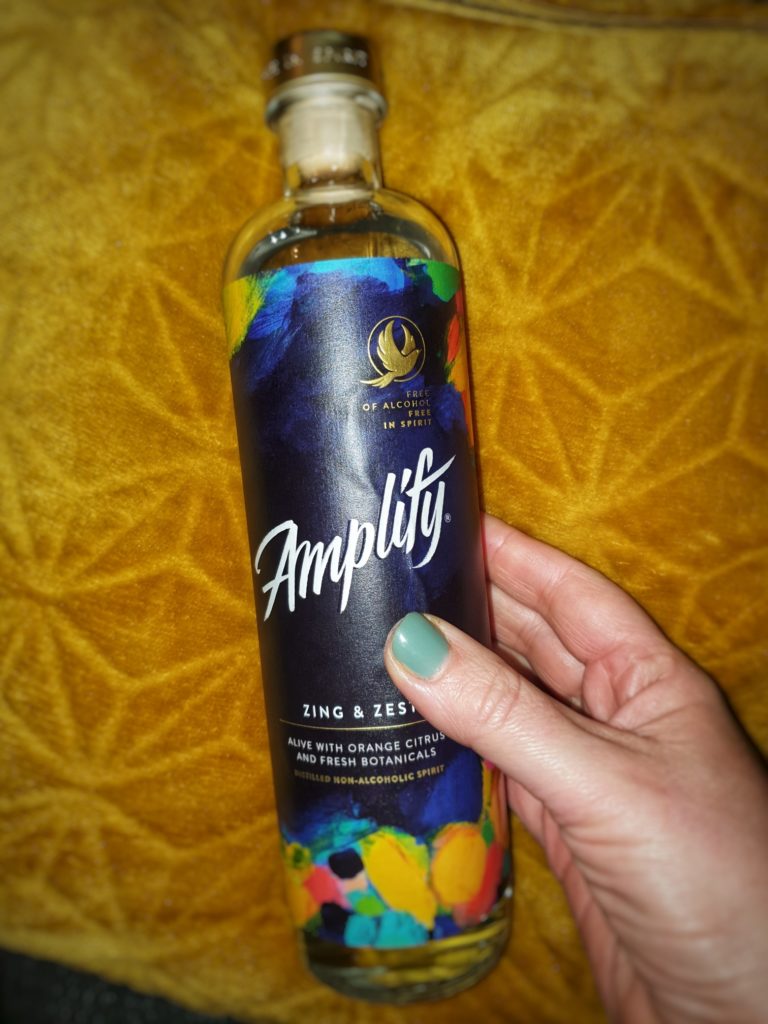 FREE
OF ALCOHOL
FREE
IN SPIRIT
Amplify®
ZING & ZEST
ALIVE WITH ORANGE CITRUS
AND FRESH BOTANICALS
DISTILLED NON-ALCOHOLIC SPIRIT